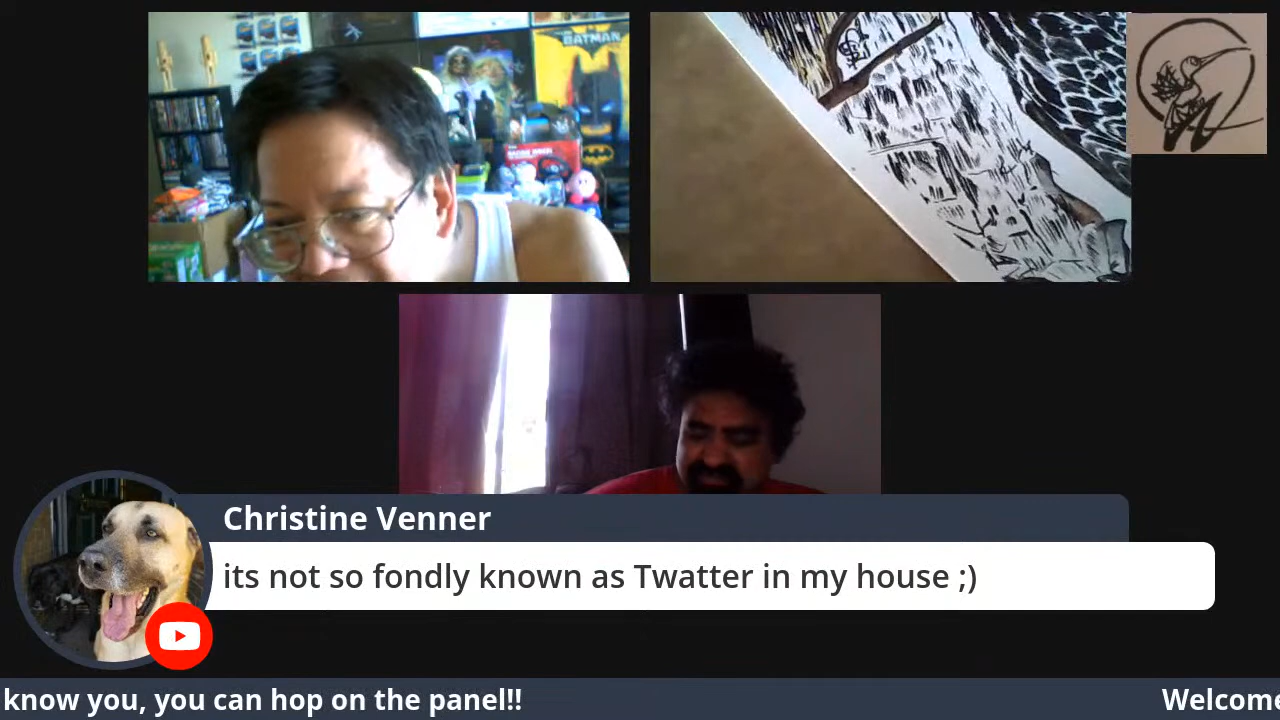 BATMAN
Christine Venner
its not so fondly known as Twatter in my house ;)
know you, you can hop on the panel!!
Welcome